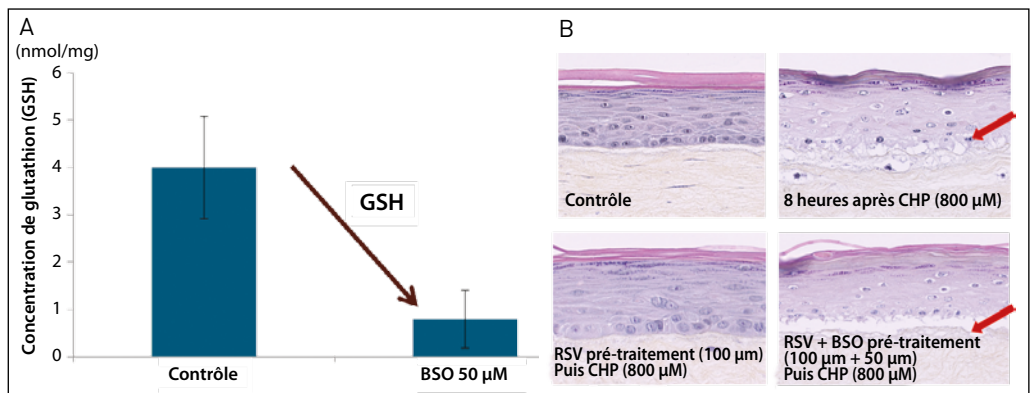 A
Concentration de glutathion (GSH)
(nmol/mg)
6
5
4
3
2
1
0
GSH
Contrôle
BSO 50 µM
B
Contrôle
8 heures après CHP (800 µM)
RSV pré-traitement (100 µm)
Puis CHP (800 µM)
RSV + BSO pré-traitement
(100 µm + 50 µm)
Puis CHP (800 µM)